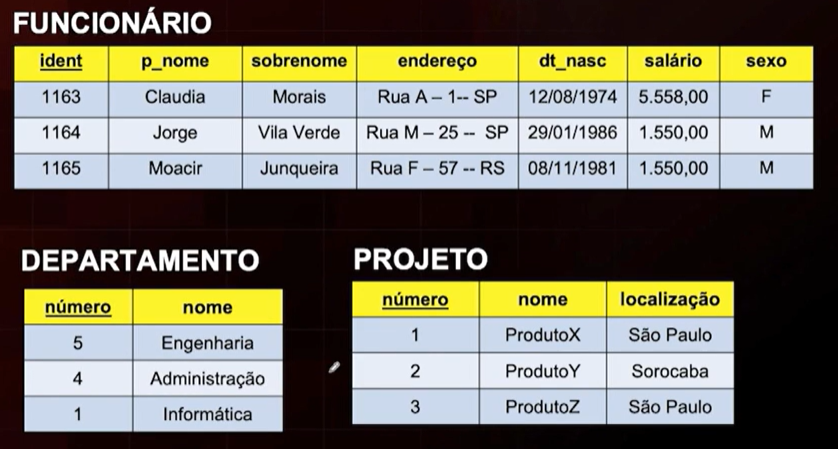 FUNCIONÁRIO
ident p_nome sobrenome endereço dt_nasc salário sexo
1163 Claudia Morais Rua A – 1-- SP 12/08/1974 5.558,00 F
1164 Jorge Vila Verde Rua M – 25 -- SP 29/01/1986 1.550,00 M
1165 Moacir Junqueira Rua F – 57 -- RS 08/11/1981 1.550,00 M
DEPARTAMENTO
número nome
5 Engenharia
4 Administração
1 Informática
PROJETO
número nome localização
1 ProdutoX São Paulo
2 ProdutoY Sorocaba
3 ProdutoZ São Paulo